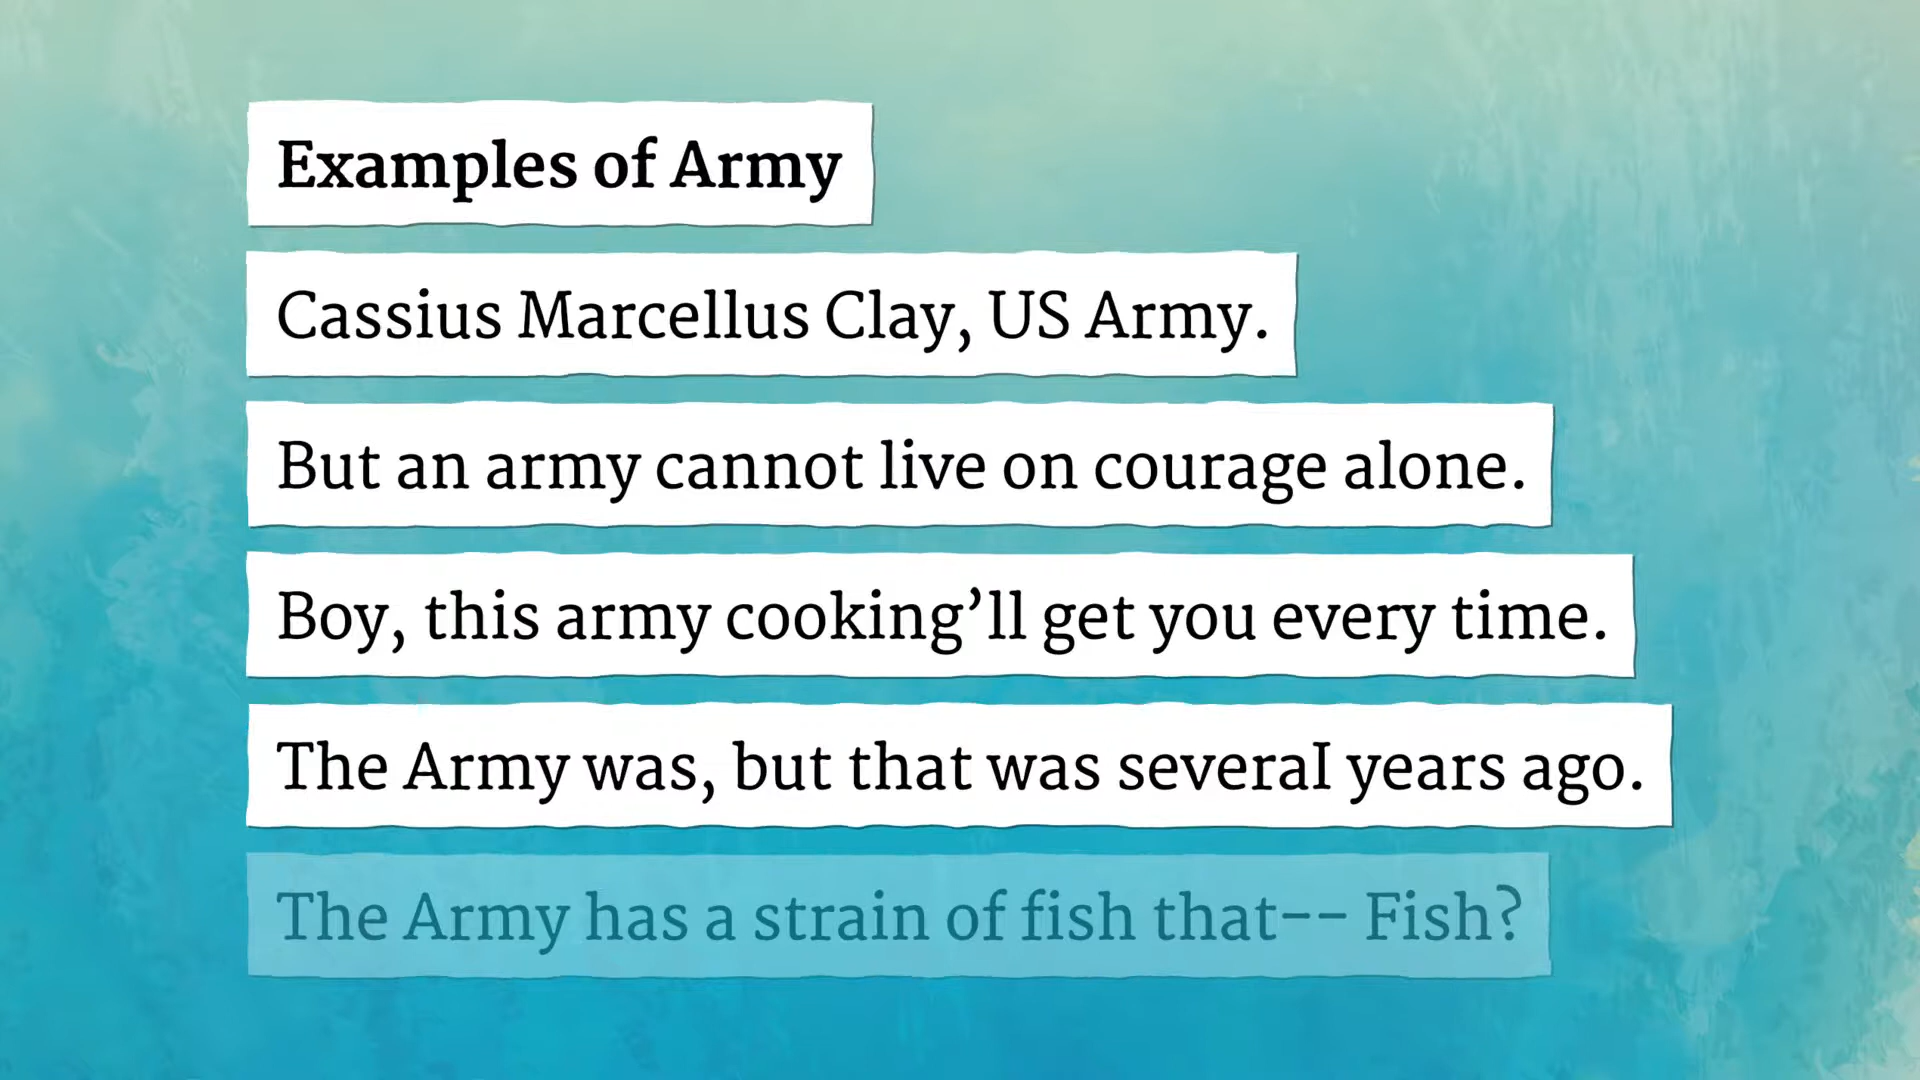 Examples of Army
Cassius Marcellus Clay, US Army.
But an army cannot live on courage alone.
Boy, this army cooking’ll get you every time.
The Army was, but that was severaI years ago.
The Army has a strain of fish that-- Fish?